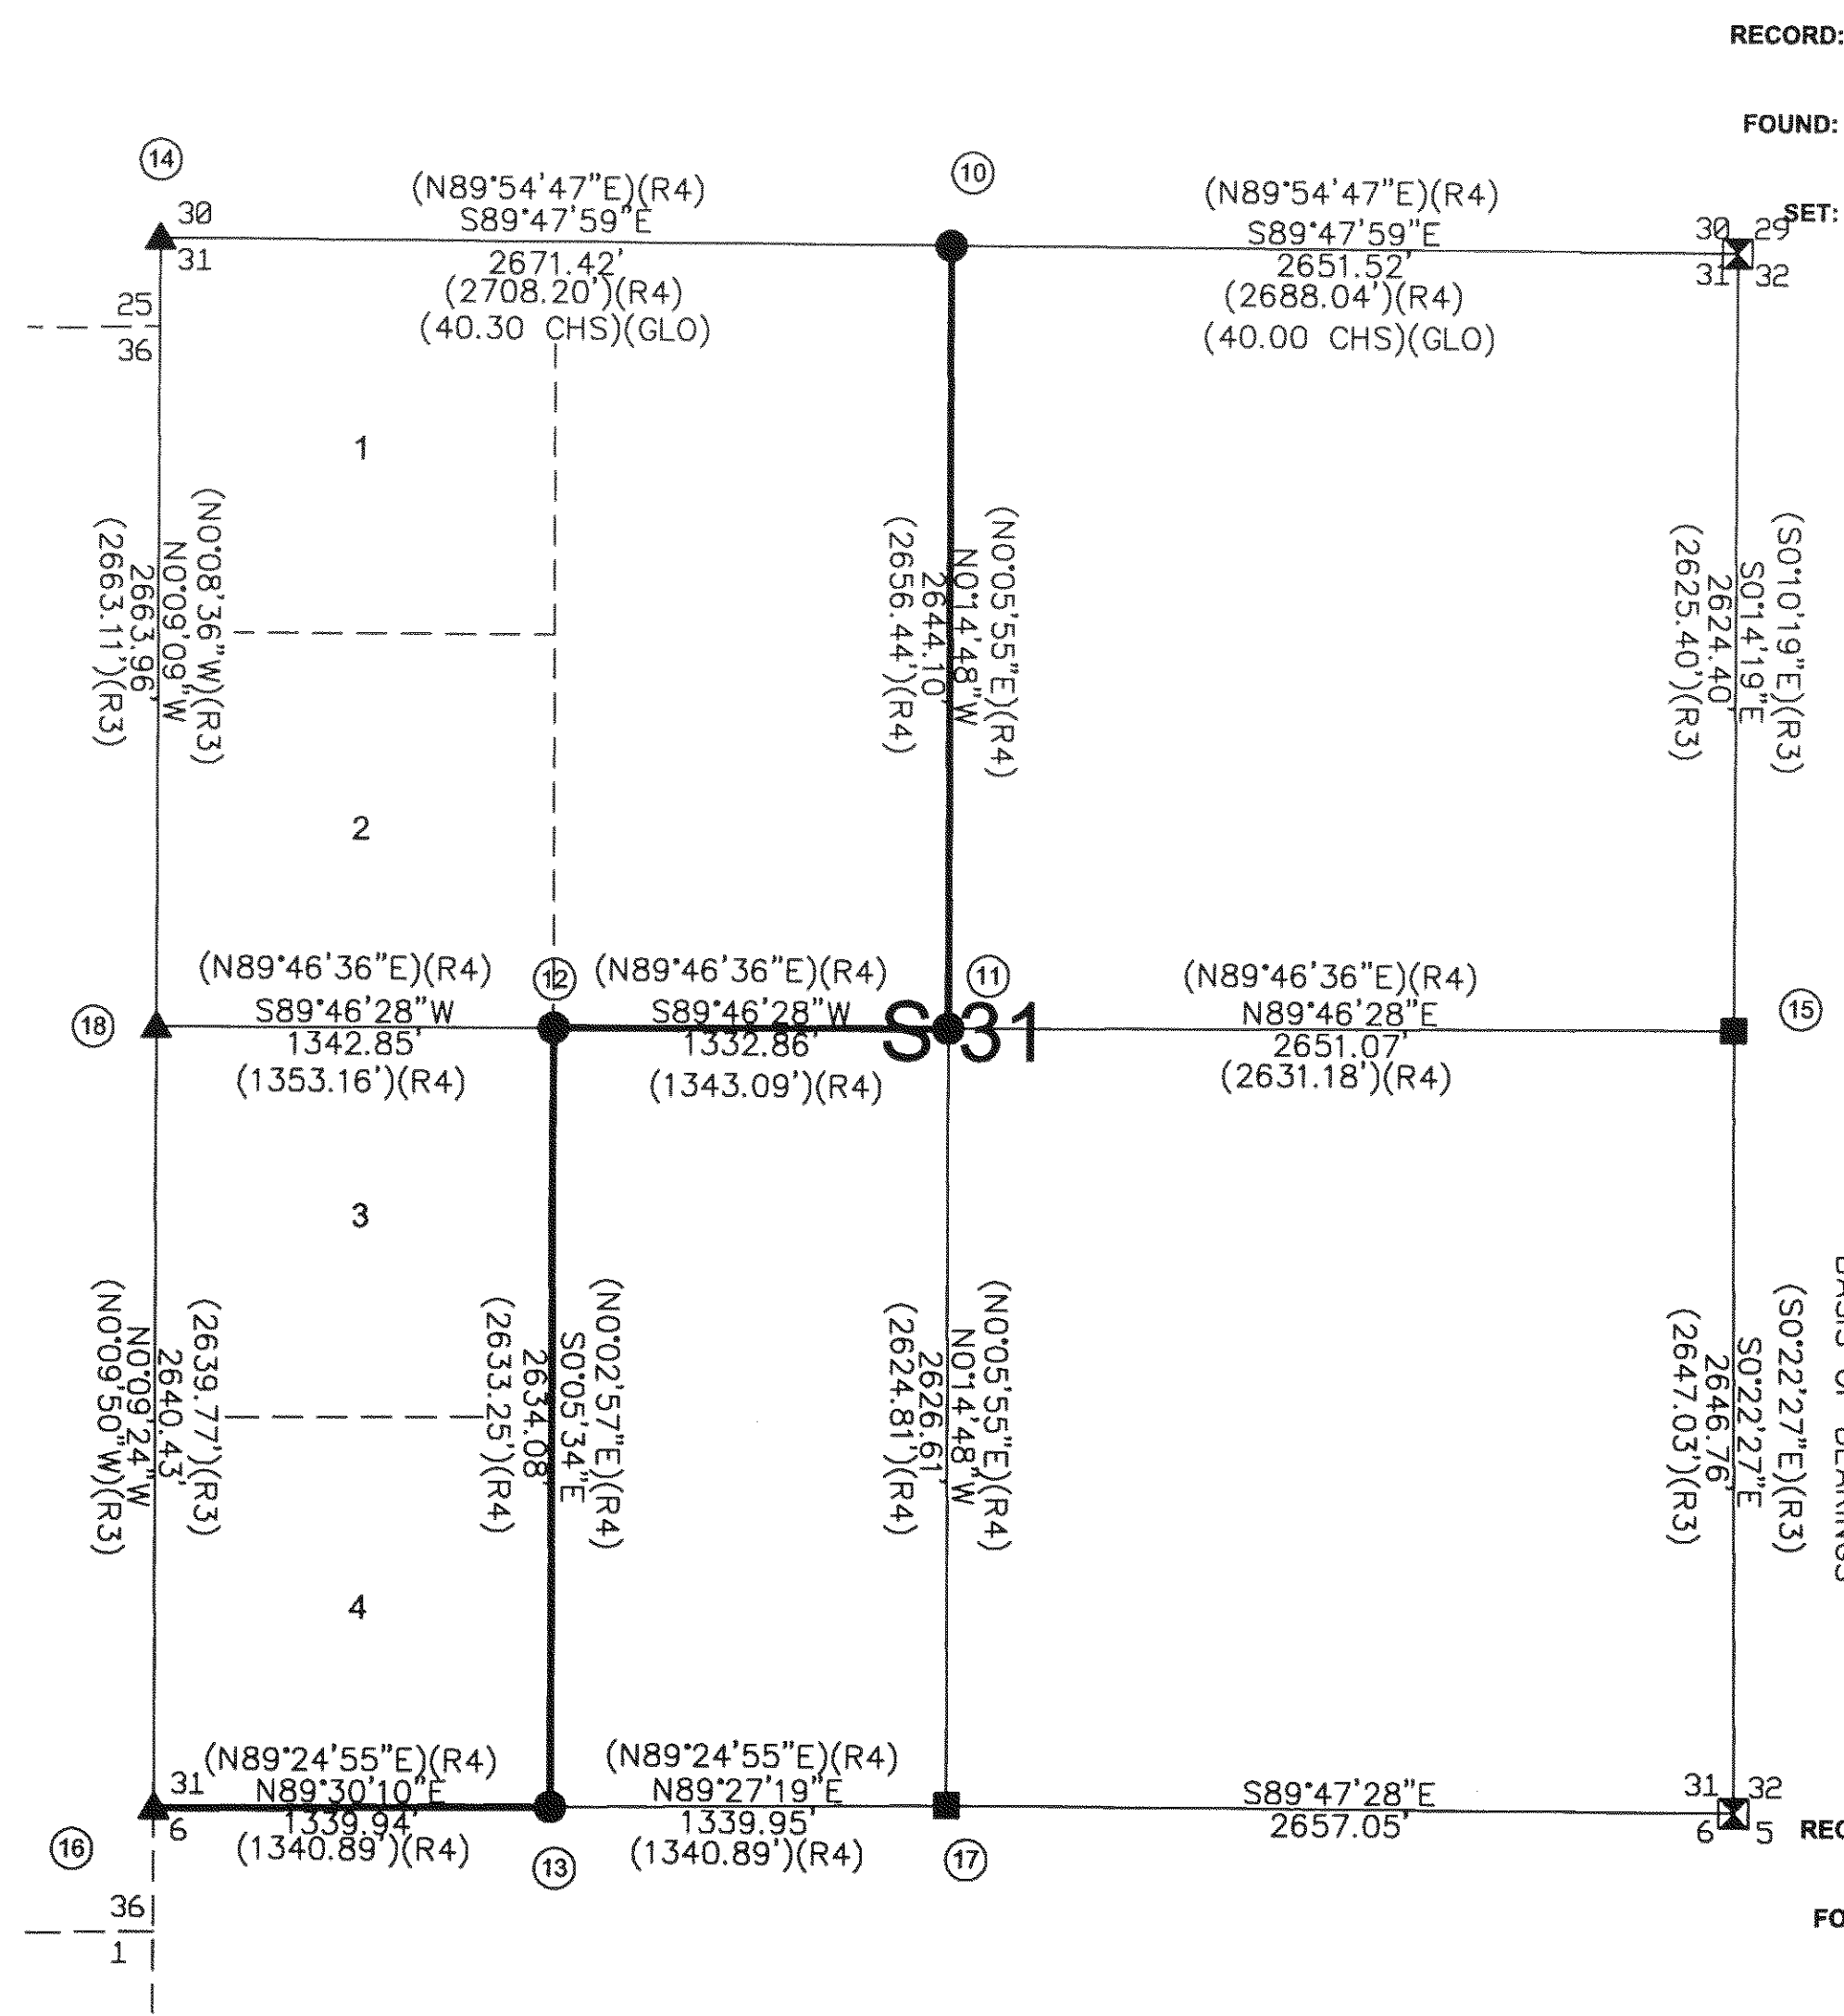 RECORD:
FOUND:
SET:
14
10
(N89°54'47"E)(R4)
S89°47'59"E
2671.42'
(2708.20')(R4)
(40.30 CHS)(GLO)
(N89°54'47"E)(R4)
S89°47'59"E
2651.52'
(2688.04')(R4)
(40.00 CHS)(GLO)
30
31
30 29
31 32
25
36
1
(N0°08'36"W)(R3)
N0°09'09"W
2663.96'
(2663.11')(R3)
(N0°05'55"E)(R4)
N0°14'48"W
2644.10'
(2656.44')(R4)
(S0°10'19"E)(R3)
S0°14'19"E
2624.40'
(2625.40')(R3)
2
18
12
11
15
(N89°46'36"E)(R4)
S89°46'28"W
1342.85'
(1353.16')(R4)
(N89°46'36"E)(R4)
S89°46'28"W
1332.86'
(1343.09')(R4)
S 31
(N89°46'36"E)(R4)
N89°46'28"E
2651.07'
(2631.18')(R4)
3
(2639.77')(R3)
2640.43'
N0°09'24"W
(N0°09'50"W)(R3)
(N0°02'57"E)(R4)
S0°05'34"E
2634.08'
(2633.25')(R4)
(N0°05'55"E)(R4)
N0°14'48"W
2626.61'
(2624.81')(R4)
(S0°22'27"E)(R3)
S0°22'27"E
2646.76'
(2647.03')(R3)
BASIS OF BEARINGS
4
31
6
(N89°24'55"E)(R4)
N89°30'10"E
1339.94'
(1340.89')(R4)
(N89°24'55"E)(R4)
N89°27'19"E
1339.95'
(1340.89')(R4)
S89°47'28"E
2657.05'
31 32
6 5
REC
16
13
17
36
1
FO